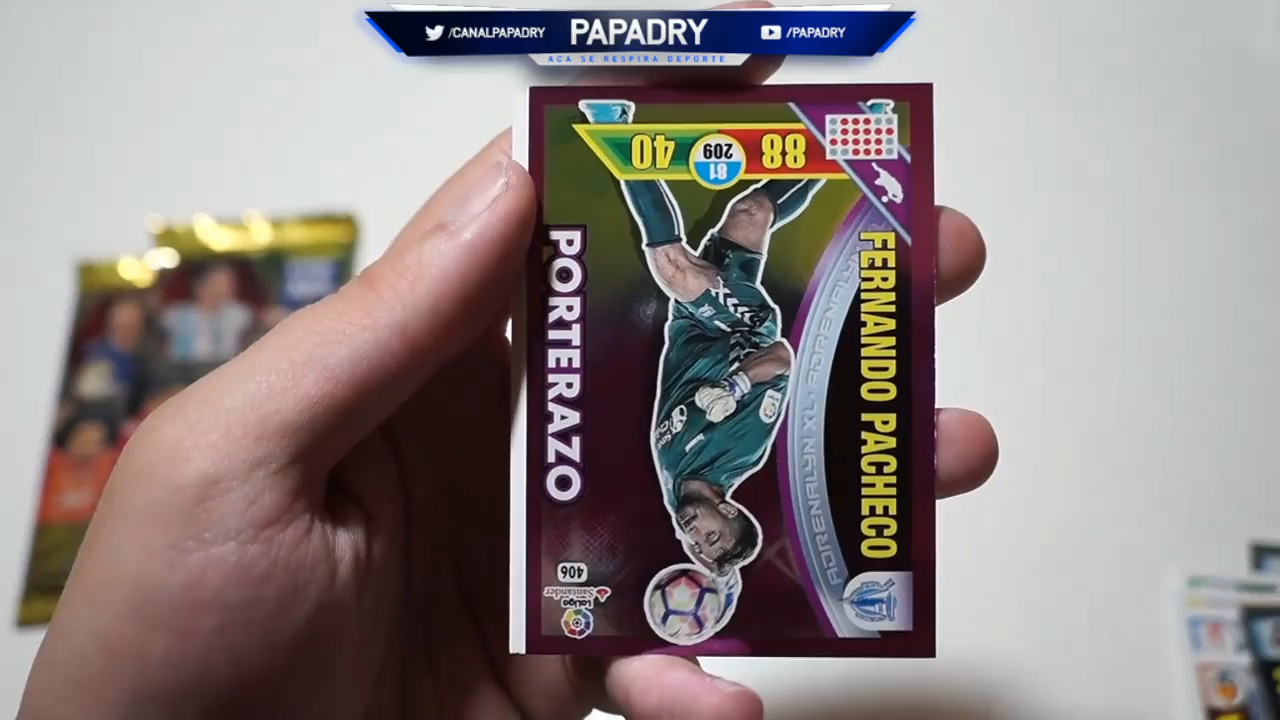 /CANALPAPADRY
PAPADRY
/PAPADRY
ACA SE RESPIRA DEPORTE
FERNANDO PACHECO
ADRENALYN XL. ADRENALYN
PORTERAZO
88
40
81
209
406
LaLiga
Santander